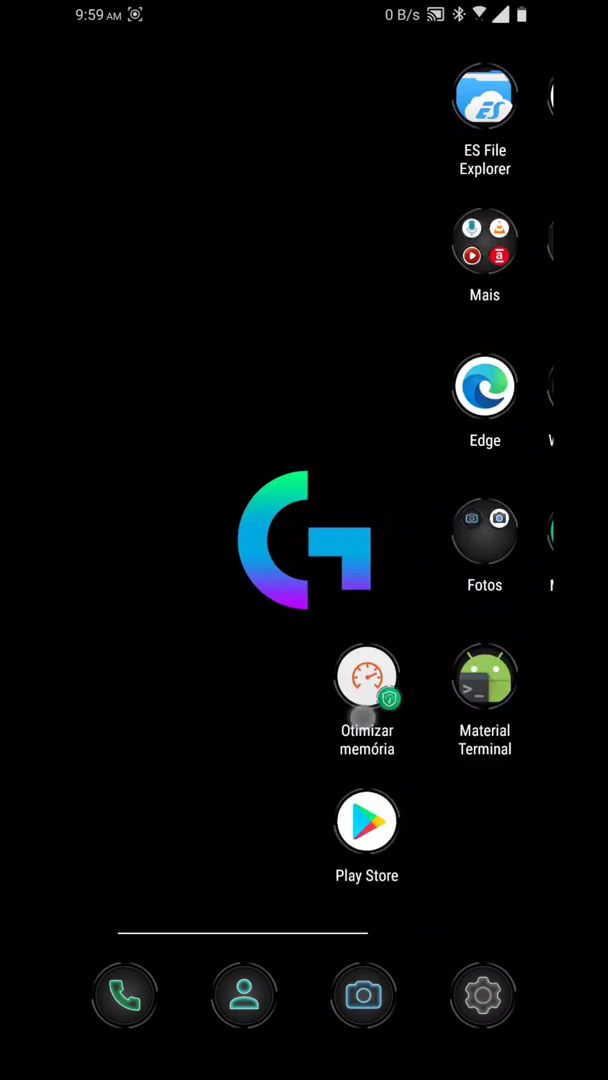 9:59 AM
0 B/s
ES File
Explorer
Mais
Edge
Fotos
Otimizar
memória
Material
Terminal
Play Store